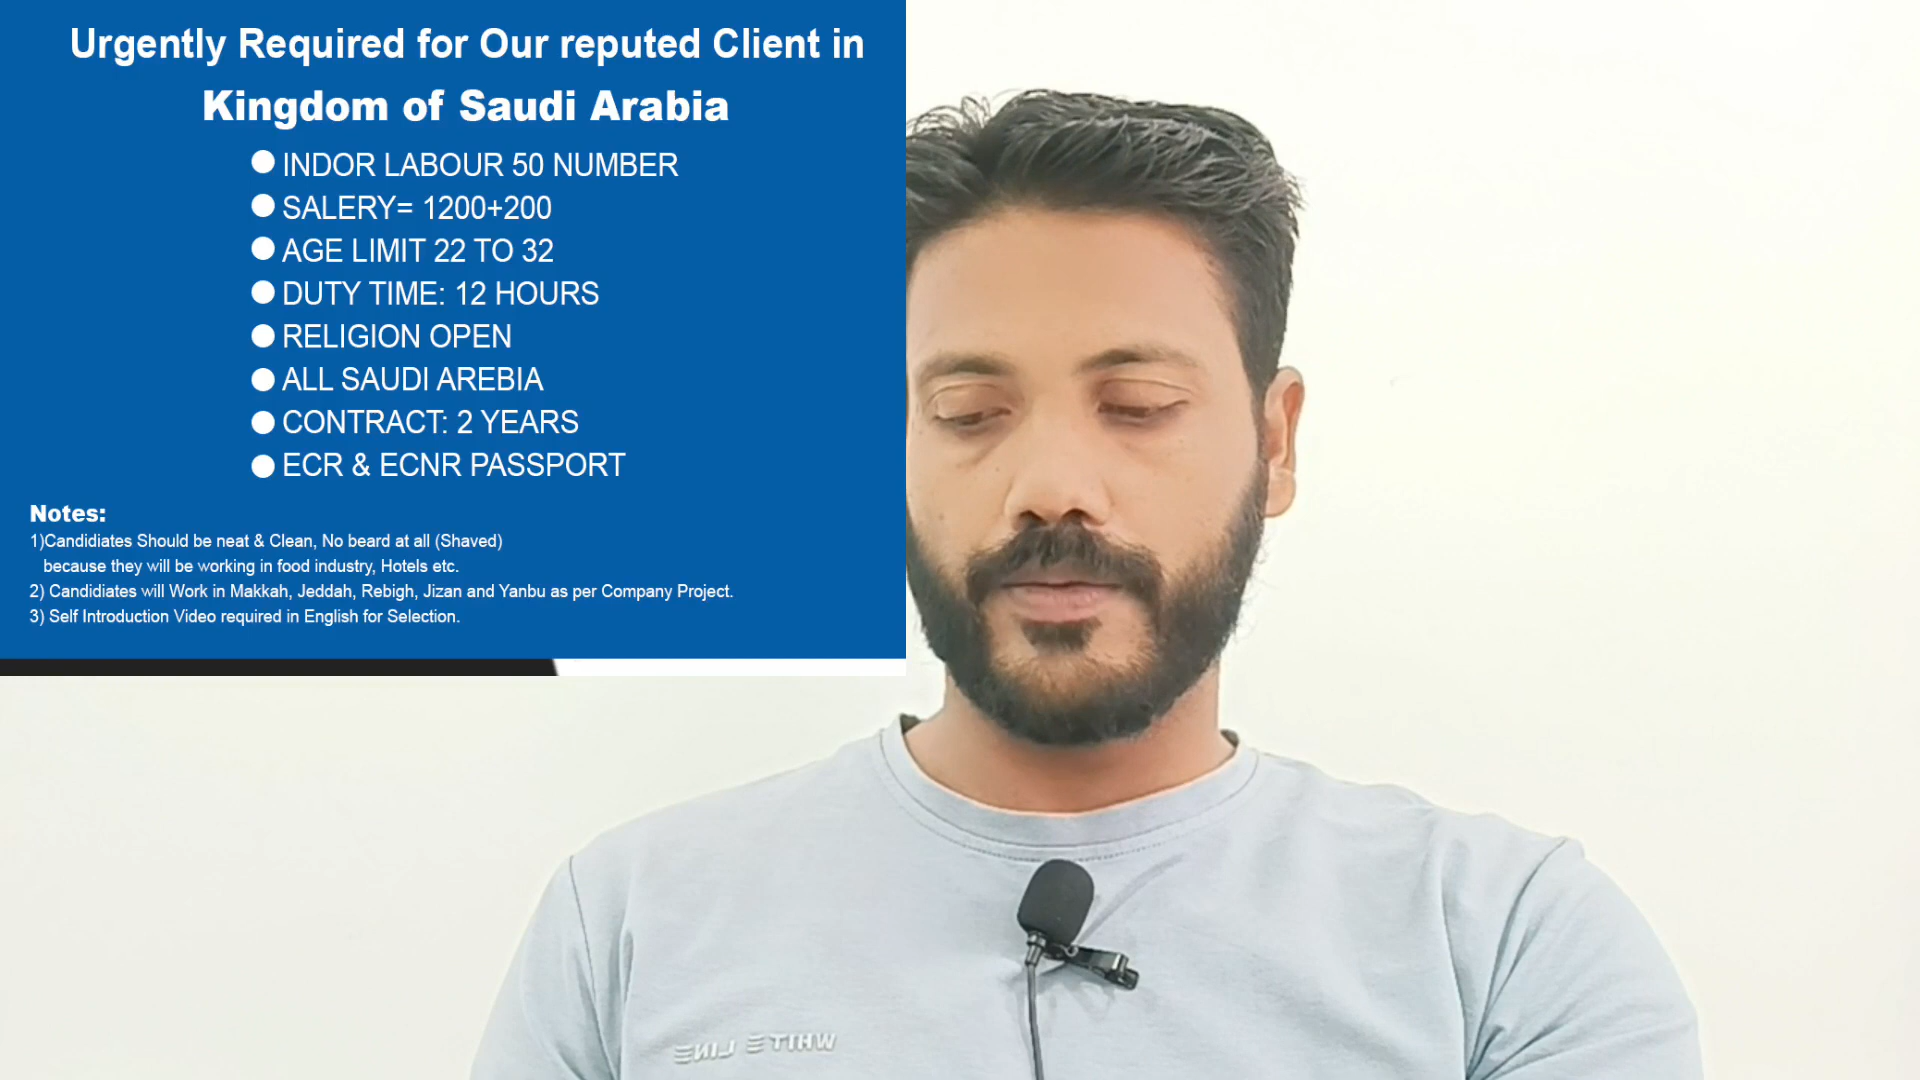 Urgently Required for Our reputed Client in
Kingdom of Saudi Arabia
● INDOR LABOUR 50 NUMBER
● SALERY= 1200+200
● AGE LIMIT 22 TO 32
● DUTY TIME: 12 HOURS
● RELIGION OPEN
● ALL SAUDI AREBIA
● CONTRACT: 2 YEARS
● ECR & ECNR PASSPORT
Notes:
1)Candidiates Should be neat & Clean, No beard at all (Shaved)
because they will be working in food industry, Hotels etc.
2) Candidiates will Work in Makkah, Jeddah, Rebigh, Jizan and Yanbu as per Company Project.
3) Self Introduction Video required in English for Selection.
WHITE LINE